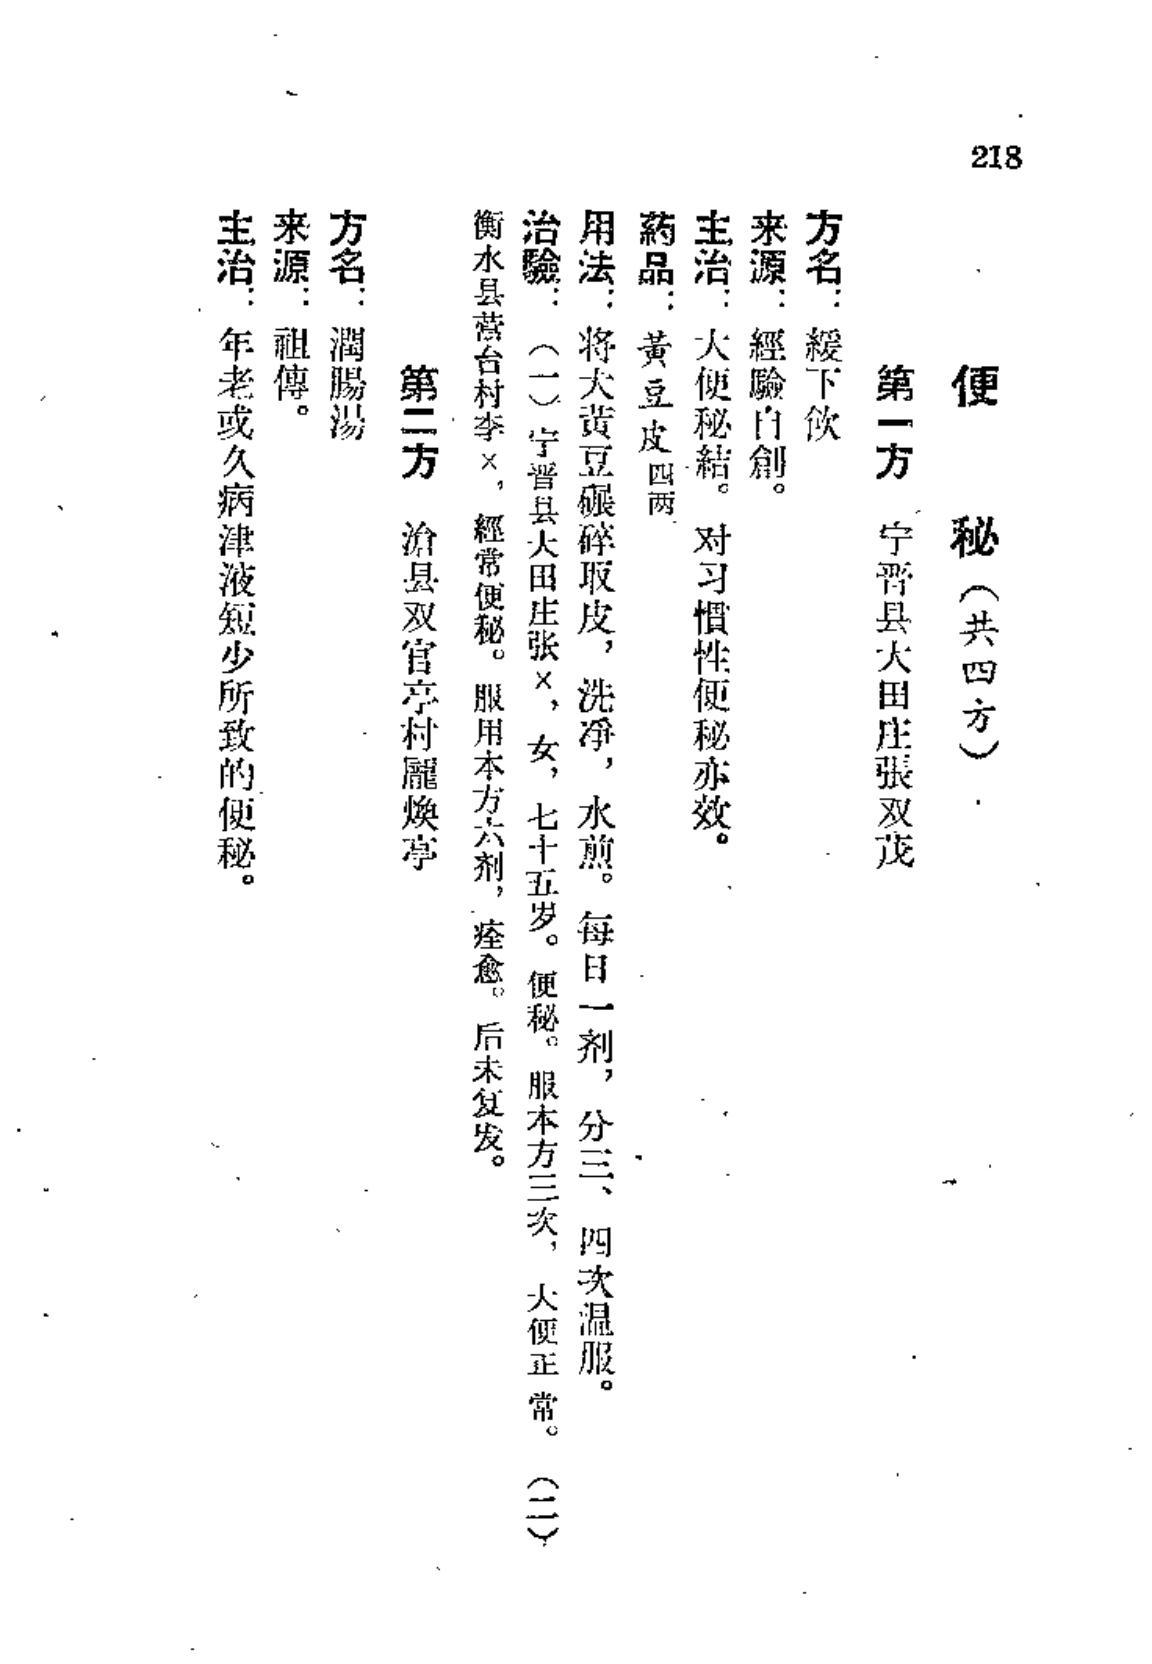 218
便 秘（共四方）
第一方 宁晋县大田庄張双茂
方名：緩下飲
来源：經驗自創。
主治：大便秘結。对习慣性便秘亦效。
葯品：黃豆皮四两
用法：将大黄豆碾碎取皮，洗淨，水煎。每日一剂，分三、四次温服。
治驗：（一）宁晋县大田庄张×，女，七十五岁。便秘。服本方三次，大便正常。（二）
衡水县营台村李×，經常便秘。服用本方六剂，痊愈。后未复发。
第二方 滄县双官亭村龐煥亭
方名：潤腸湯
来源：祖傳。
主治：年老或久病津液短少所致的便秘。